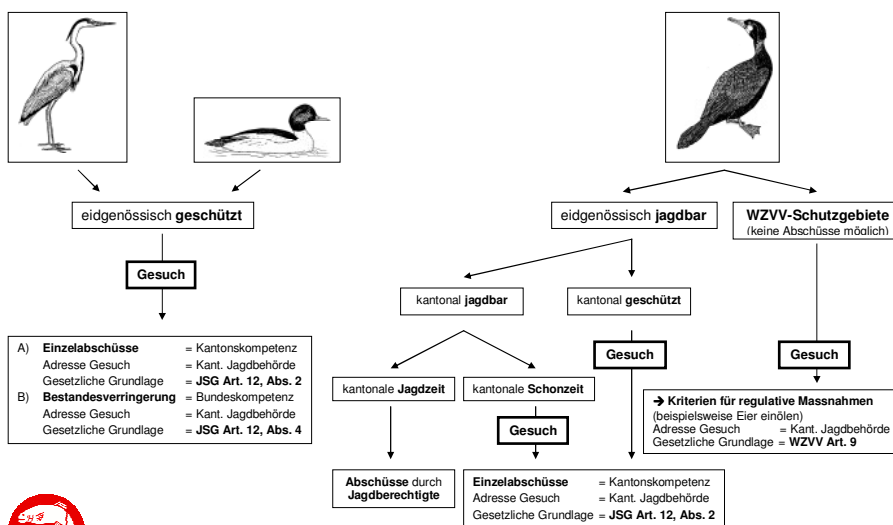 eidgenössisch geschützt
eidgenössisch jagdbar
WZVV-Schutzgebiete
(keine Abschüsse möglich)
Gesuch
kantonal jagdbar
kantonal geschützt
A) Einzelabschüsse = Kantonskompetenz
Adresse Gesuch = Kant. Jagdbehörde
Gesetzliche Grundlage = JSG Art. 12, Abs. 2
B) Bestandesverringerung = Bundeskompetenz
Adresse Gesuch = Kant. Jagdbehörde
Gesetzliche Grundlage = JSG Art. 12, Abs. 4
Gesuch
Gesuch
kantonale Jagdzeit
kantonale Schonzeit
➔ Kriterien für regulative Massnahmen
(beispielsweise Eier einölen)
Adresse Gesuch = Kant. Jagdbehörde
Gesetzliche Grundlage = WZVV Art. 9
Gesuch
Abschüsse durch
Jagdberechtigte
Einzelabschüsse = Kantonskompetenz
Adresse Gesuch = Kant. Jagdbehörde
Gesetzliche Grundlage = JSG Art. 12, Abs. 2